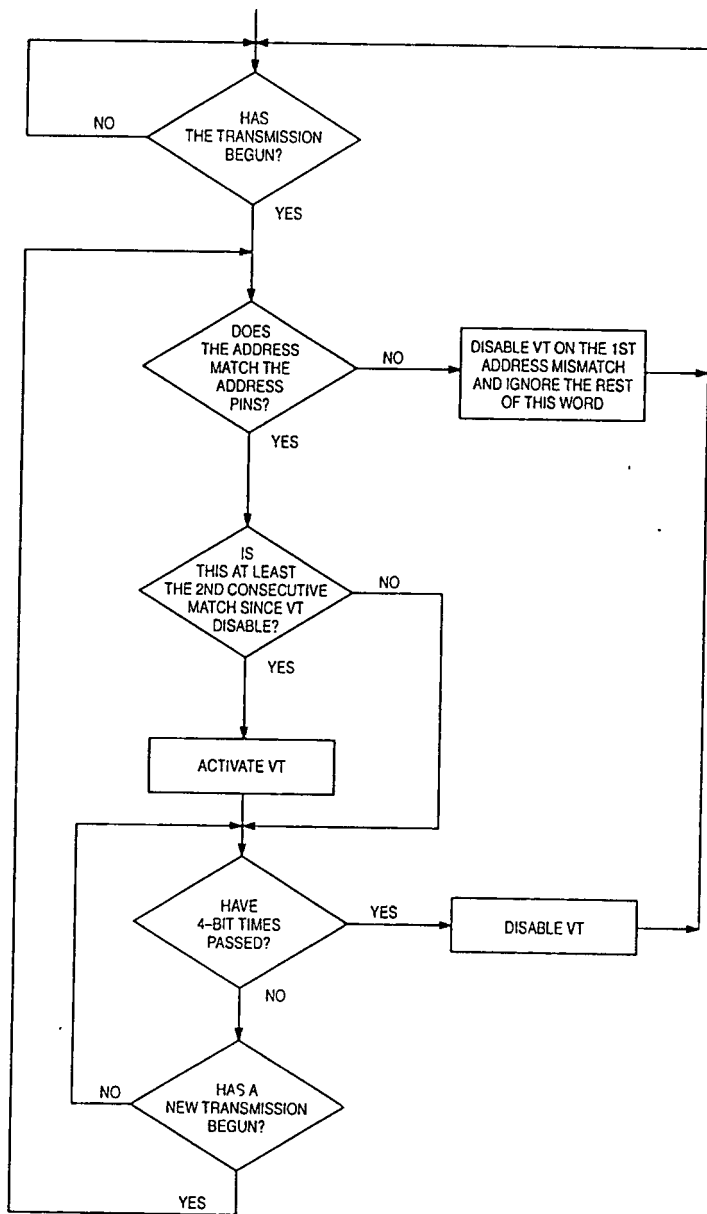 HAS
THE TRANSMISSION
BEGUN?
NO
YES
DOES
THE ADDRESS
MATCH THE
ADDRESS
PINS?
NO
DISABLE VT ON THE 1ST
ADDRESS MISMATCH
AND IGNORE THE REST
OF THIS WORD
YES
IS
THIS AT LEAST
THE 2ND CONSECUTIVE
MATCH SINCE VT
DISABLE?
NO
YES
ACTIVATE VT
HAVE
4–BIT TIMES
PASSED?
YES
DISABLE VT
NO
HAS A
NEW TRANSMISSION
BEGUN?
NO
YES